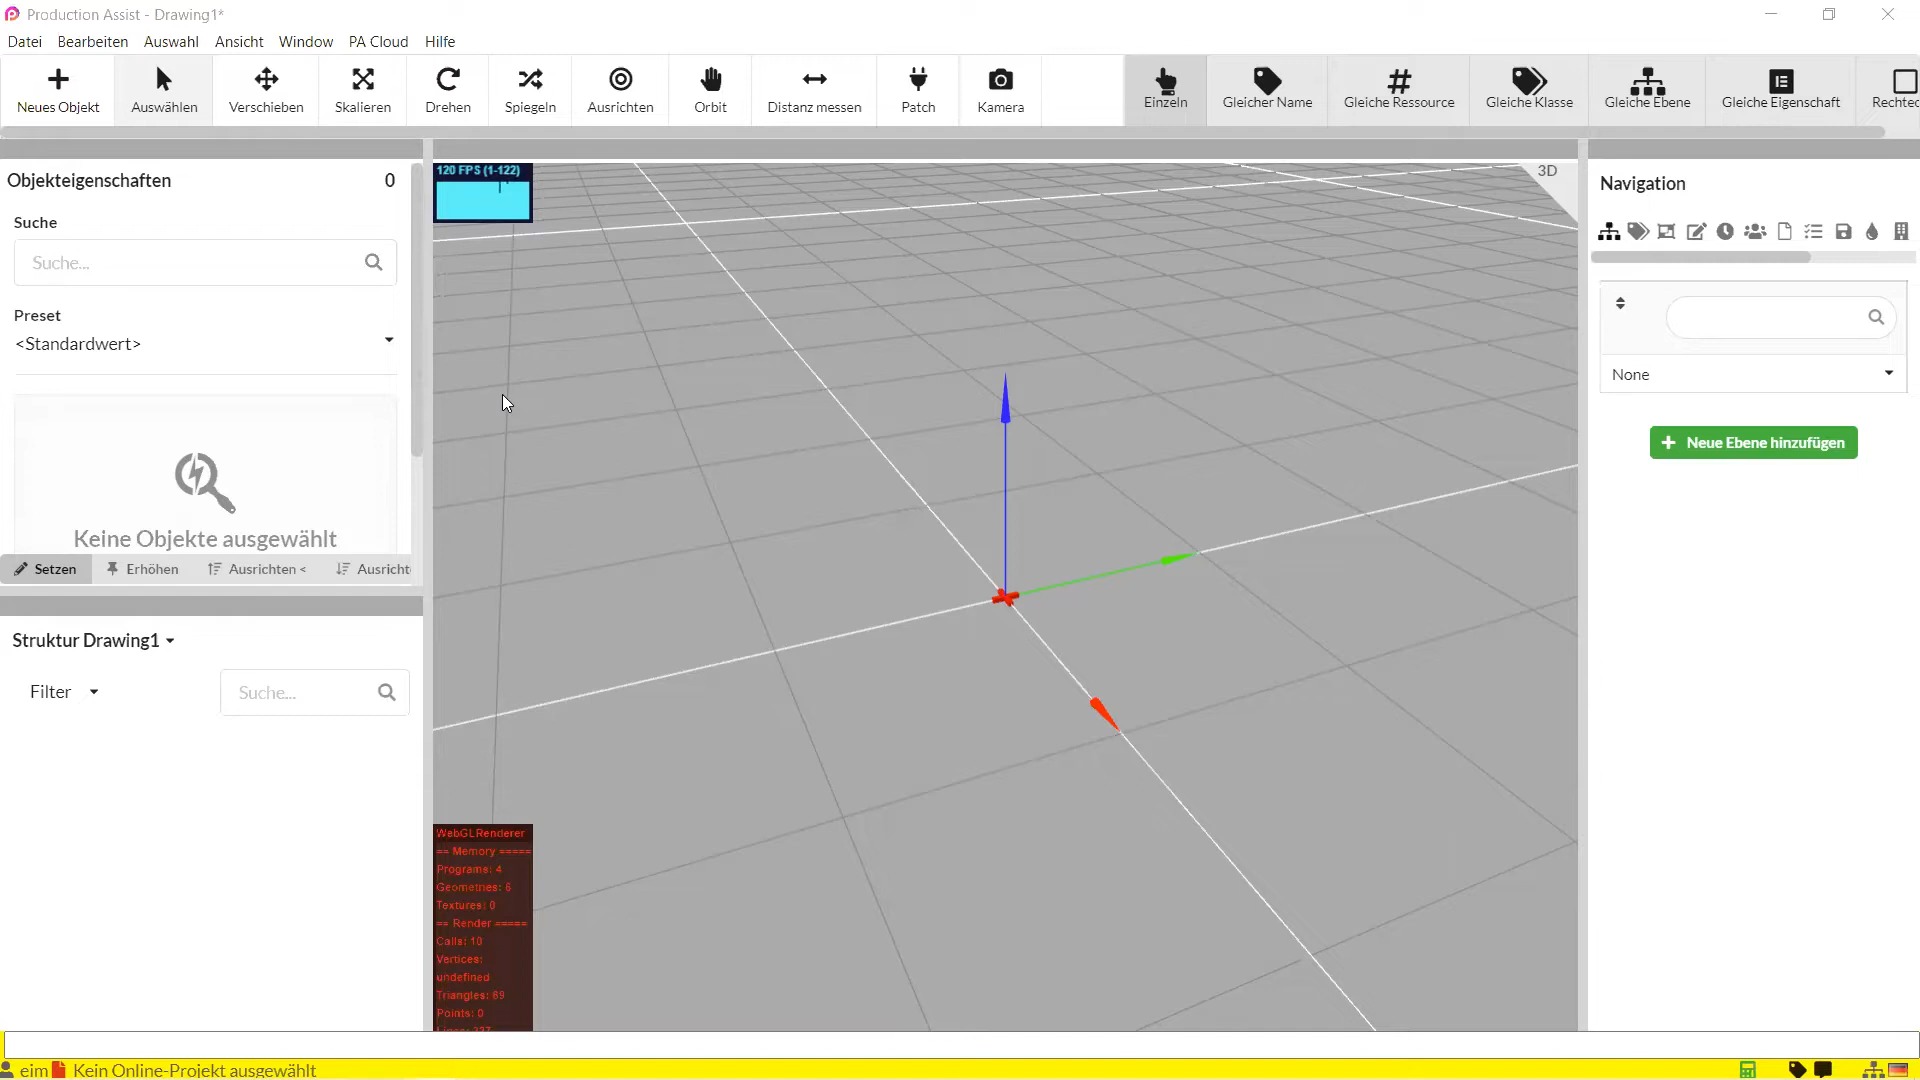 Production Assist - Drawing1*
Datei Bearbeiten Auswahl Ansicht Window PA Cloud Hilfe
Neues Objekt Auswählen Verschieben Skalieren Drehen Spiegeln Ausrichten Orbit Distanz messen Patch Kamera Einzeln Gleicher Name Gleiche Ressource Gleiche Klasse Gleiche Ebene Gleiche Eigenschaft Rechtec
Objekteigenschaften 0
Suche
Suche...
Preset
<Standardwert>
Keine Objekte ausgewählt
Setzen Erhöhen Ausrichten < Ausricht
Struktur Drawing1
Filter Suche...
120 FPS (1-122)
3D
WebGLRenderer
== Memory =====
Programs: 4
Geometries: 6
Textures: 0
== Render =====
Calls: 10
Vertices:
undefined
Triangles: 89
Points: 0
Navigation
None
Neue Ebene hinzufügen
eim Kein Online-Projekt ausgewählt